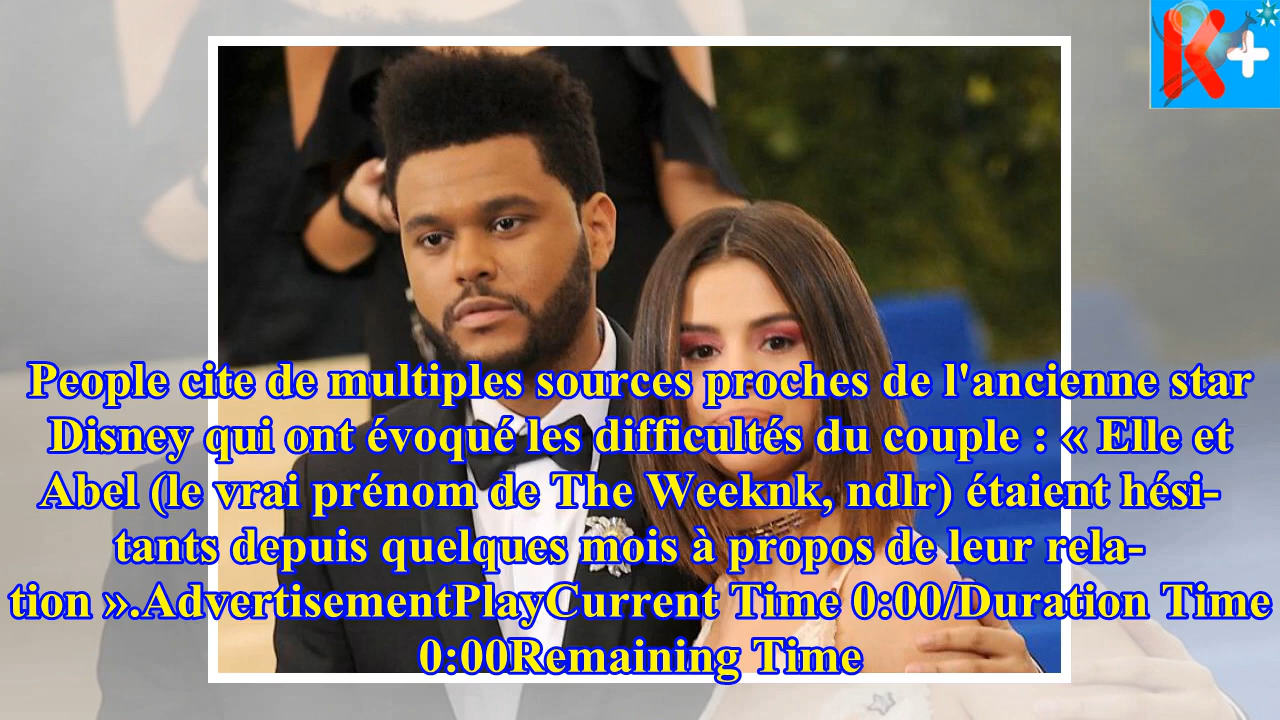 K+
People cite de multiples sources proches de l'ancienne star
Disney qui ont évoqué les difficultés du couple : « Elle et
Abel (le vrai prénom de The Weeknk, ndlr) étaient hési-
tants depuis quelques mois à propos de leur rela-
tion ».AdvertisementPlayCurrent Time 0:00/Duration Time
0:00Remaining Time